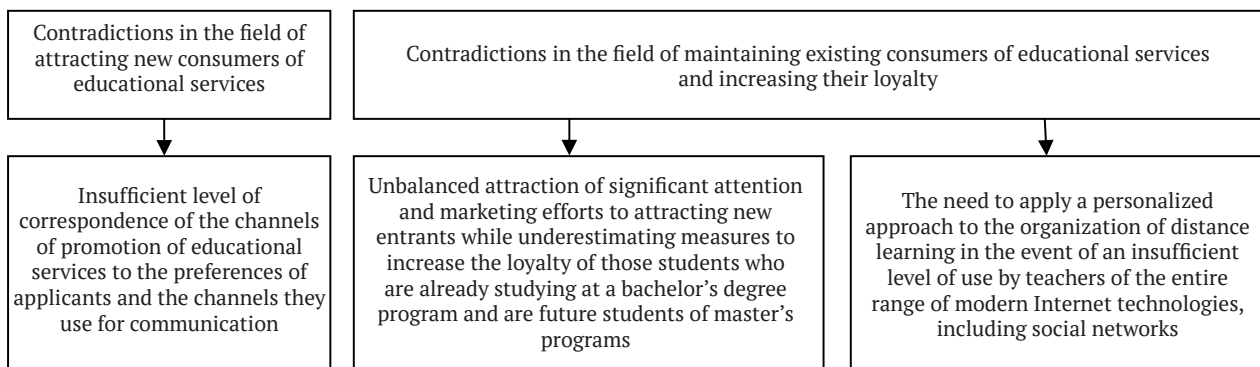 Contradictions in the field of
attracting new consumers of
educational services
Contradictions in the field of maintaining existing consumers of educational services
and increasing their loyalty
Insufficient level of
correspondence of the channels
of promotion of educational
services to the preferences of
applicants and the channels they
use for communication
Unbalanced attraction of significant attention
and marketing efforts to attracting new
entrants while underestimating measures to
increase the loyalty of those students who
are already studying at a bachelor’s degree
program and are future students of master’s
programs
The need to apply a personalized
approach to the organization of distance
learning in the event of an insufficient
level of use by teachers of the entire
range of modern Internet technologies,
including social networks